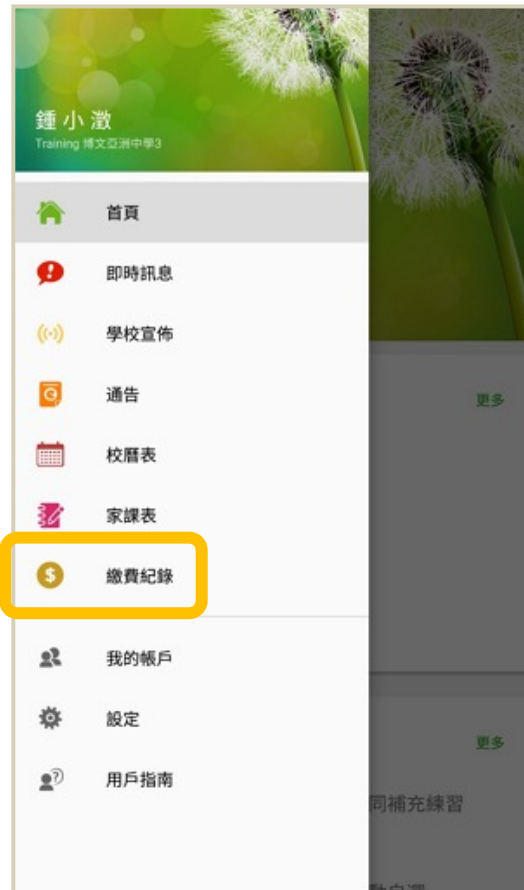 鍾小澂
Training 博文亞洲中學3
首頁
即時訊息
學校宣佈
通告
更多
校曆表
家課表
繳費紀錄
我的帳戶
設定
更多
用戶指南
同補充練習